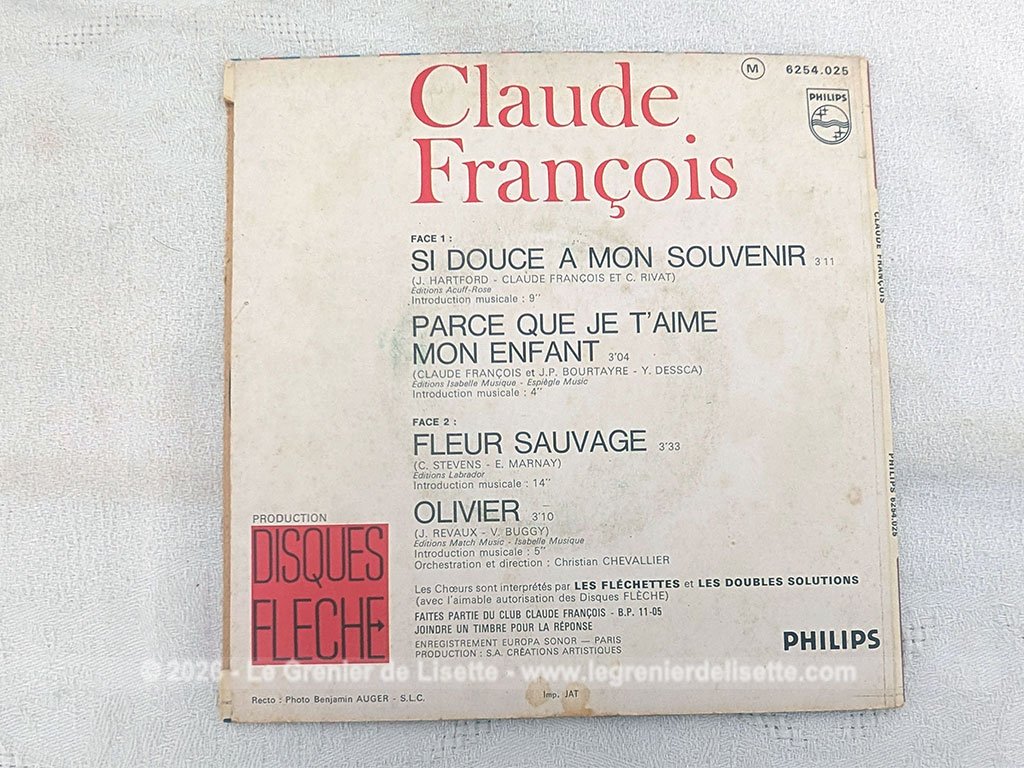 Claude
François
M 6254.025
PHILIPS
FACE 1 :
SI DOUCE A MON SOUVENIR 3 11
(J. HARTFORD - CLAUDE FRANÇOIS ET C. RIVAT)
Éditions Acuff-Rose
Introduction musicale : 9"
PARCE QUE JE T'AIME
MON ENFANT 3'04
(CLAUDE FRANÇOIS et J.P. BOURTAYRE - Y. DESSCA)
Éditions Isabelle Musique - Espiègle Music
Introduction musicale : 4"
FACE 2 :
FLEUR SAUVAGE 3'33
(C. STEVENS - E. MARNAY)
Éditions Labrador
Introduction musicale : 14"
OLIVIER 3'10
(J. REVAUX - V. BUGGY)
Éditions Match Music - Isabelle Musique
Introduction musicale : 5"
Orchestration et direction : Christian CHEVALLIER
Les Chœurs sont interprétés par LES FLÉCHETTES et LES DOUBLES SOLUTIONS
(avec l'aimable autorisation des Disques FLÈCHE)
FAITES PARTIE DU CLUB CLAUDE FRANÇOIS - B.P. 11-05
JOINDRE UN TIMBRE POUR LA RÉPONSE
ENREGISTREMENT EUROPA SONOR — PARIS
PRODUCTION : S.A. CRÉATIONS ARTISTIQUES
PHILIPS
PRODUCTION
DISQUES
FLECHE
Recto : Photo Benjamin AUGER - S.L.C.
Imp. JAT
CLAUDE FRANÇOIS
PHILIPS 6254.025
© 2020 - Le Grenier de Lisette - www.legrenierdelisette.com